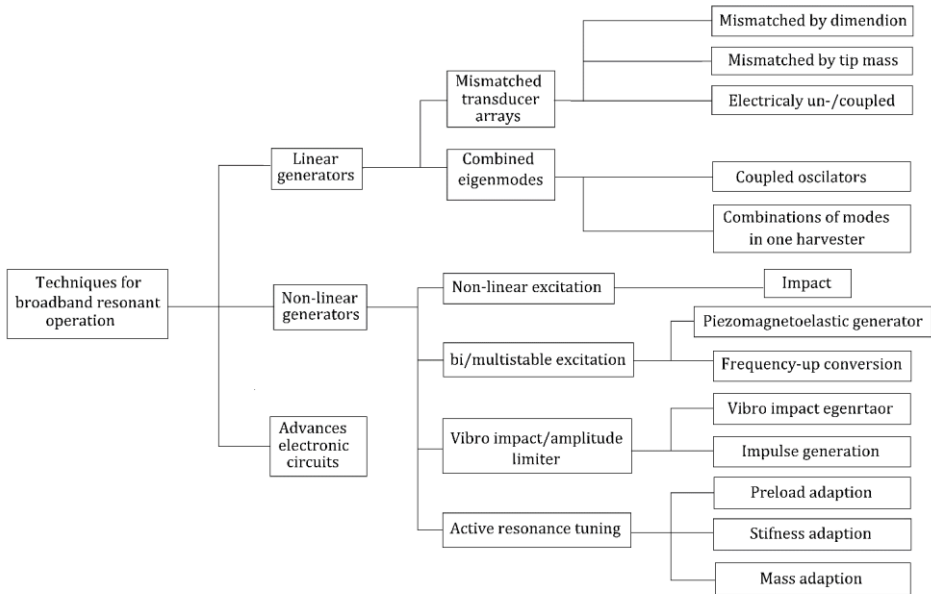 Techniques for
broadband resonant
operation
Linear
generators
Non-linear
generators
Advances
electronic
circuits
Mismatched
transducer
arrays
Combined
eigenmodes
Non-linear excitation
bi/multistable excitation
Vibro impact/amplitude
limiter
Active resonance tuning
Mismatched by dimendion
Mismatched by tip mass
Electricaly un-/coupled
Coupled oscilators
Combinations of modes
in one harvester
Impact
Piezomagnetoelastic generator
Frequency-up conversion
Vibro impact egenrtaor
Impulse generation
Preload adaption
Stifness adaption
Mass adaption